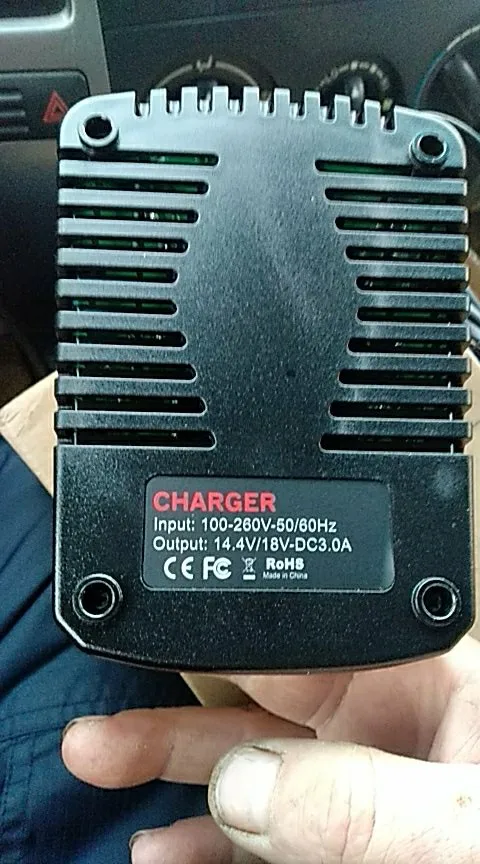 CHARGER
Input: 100-260V-50/60Hz
Output: 14.4V/18V-DC3.0A
CE FC RoHS
Made in China